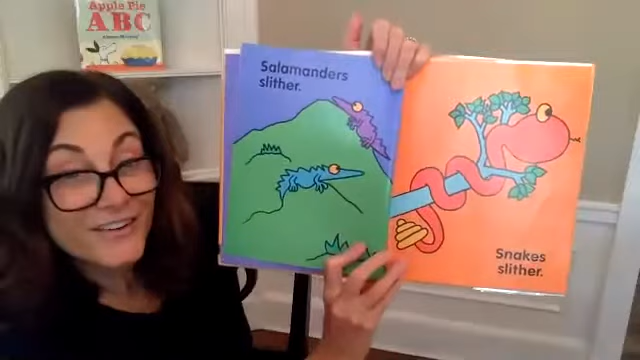 Apple Pie
ABC
Salamanders
slither.
Snakes
slither.